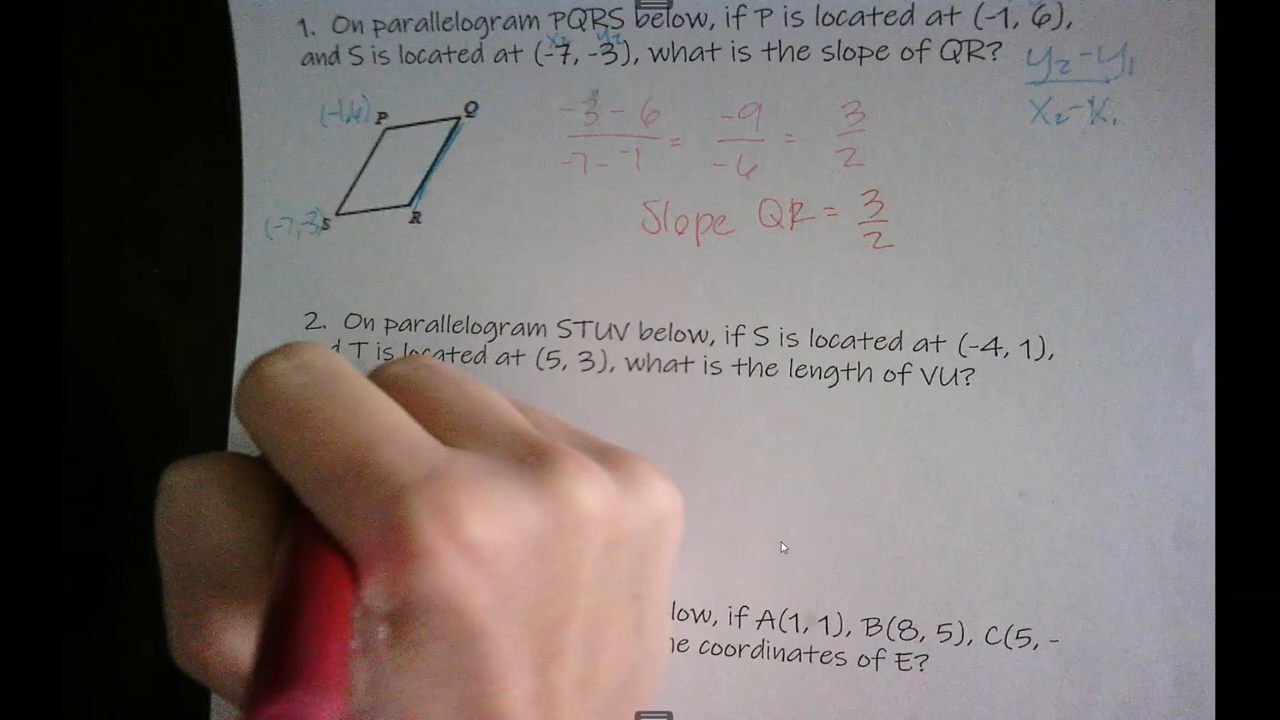 1. On parallelogram PQRS below, if P is located at (-1, 6),
and S is located at (-7, -3), what is the slope of QR?
x2 y2
y2-y1
x2-x1
(-1,6) P Q
(-7,-3) S R
-3 - 6
-7 - -1
=
-9
-6
=
3
2
Slope QR = 3
2
2. On parallelogram STUV below, if S is located at (-4, 1),
T is located at (5, 3), what is the length of VU?
low, if A(1, 1), B(8, 5), C(5, -
coordinates of E?